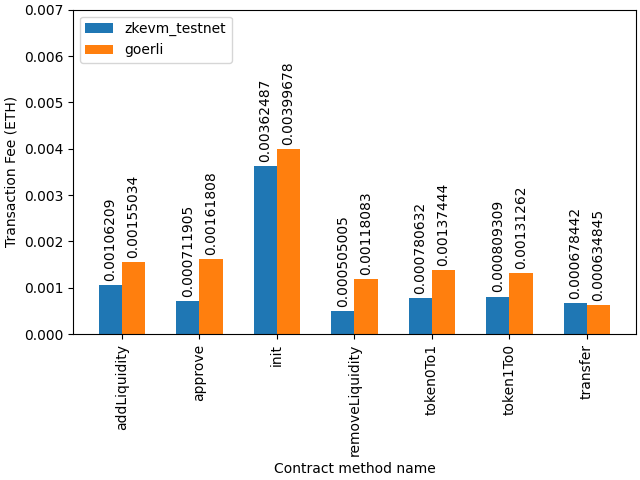 0.007
0.006
0.005
0.004
0.003
0.002
0.001
0.000
Transaction Fee (ETH)
zkevm_testnet
goerli
0.00106209
0.00155034
0.000711905
0.00161808
0.00362487
0.00399678
0.000505005
0.00118083
0.000780632
0.00137444
0.000809309
0.00131262
0.000678442
0.000634845
addLiquidity
approve
init
removeLiquidity
token0To1
token1To0
transfer
Contract method name